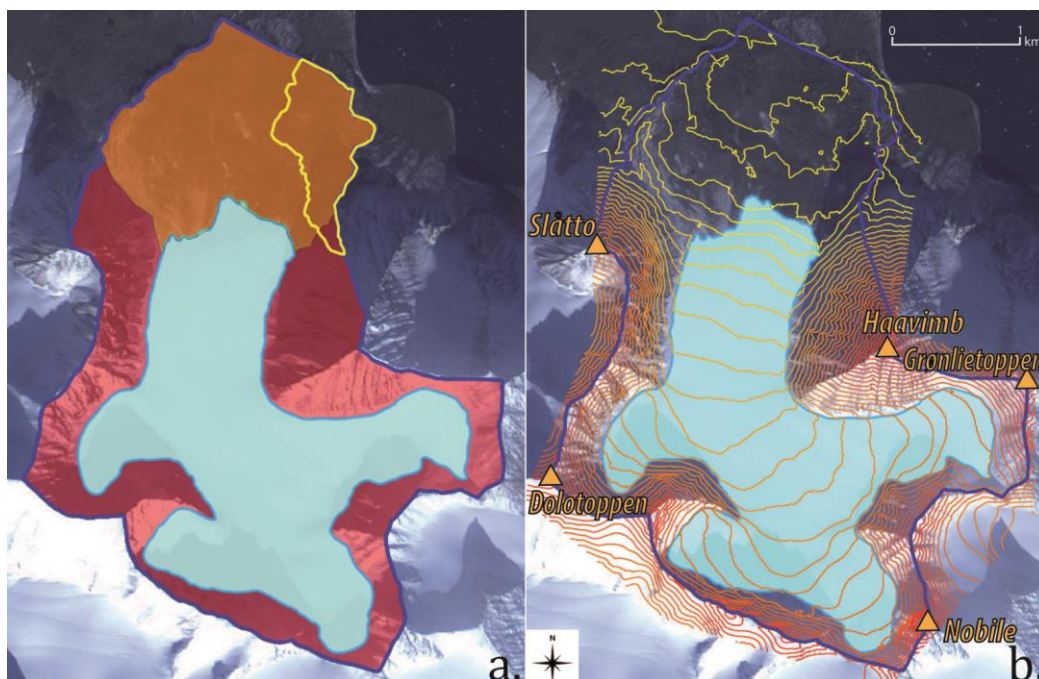 0 1
km
Slåtto
Haavimb
Gronlietoppen
Dolotoppen
Nobile
N
a.
b.